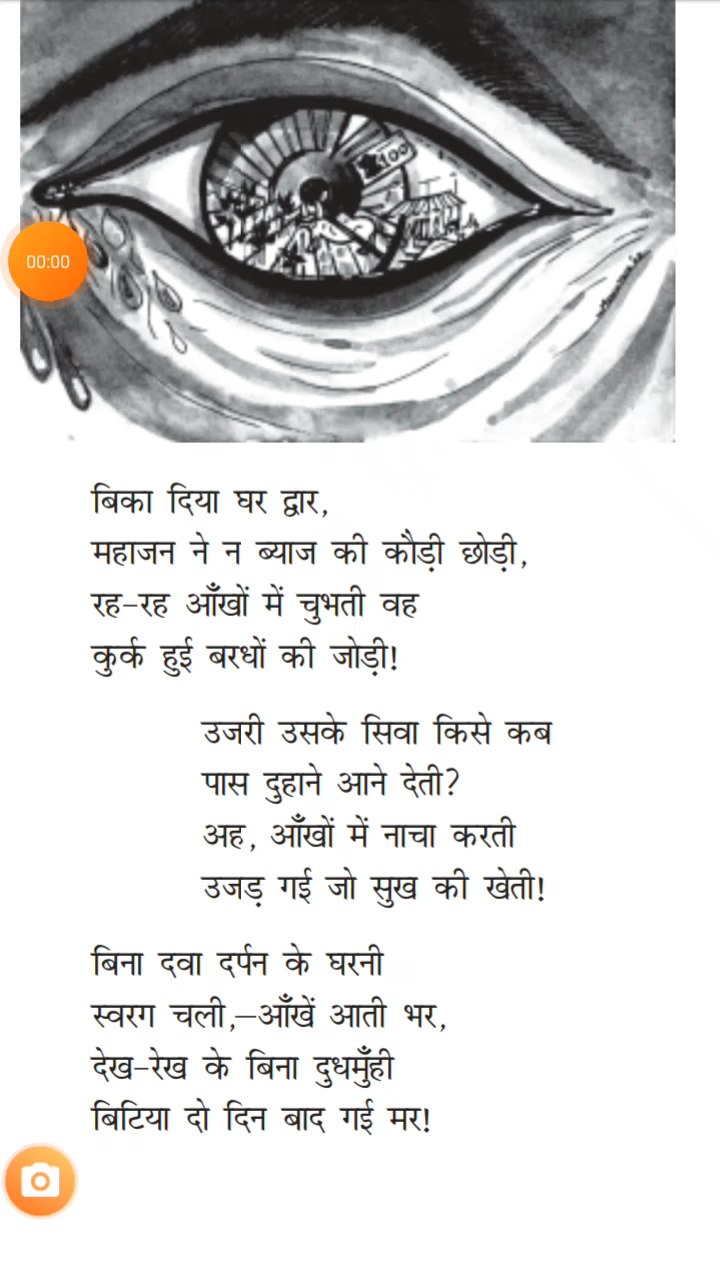 100
00:00
बिका दिया घर द्वार,
महाजन ने न ब्याज की कौड़ी छोड़ी,
रह-रह आँखों में चुभती वह
कुर्क हुई बरधों की जोड़ी!
उजरी उसके सिवा किसे कब
पास दुहाने आने देती?
अह, आँखों में नाचा करती
उजड़ गई जो सुख की खेती!
बिना दवा दर्पन के घरनी
स्वरग चली,—आँखें आती भर,
देख-रेख के बिना दुधमुँही
बिटिया दो दिन बाद गई मर!